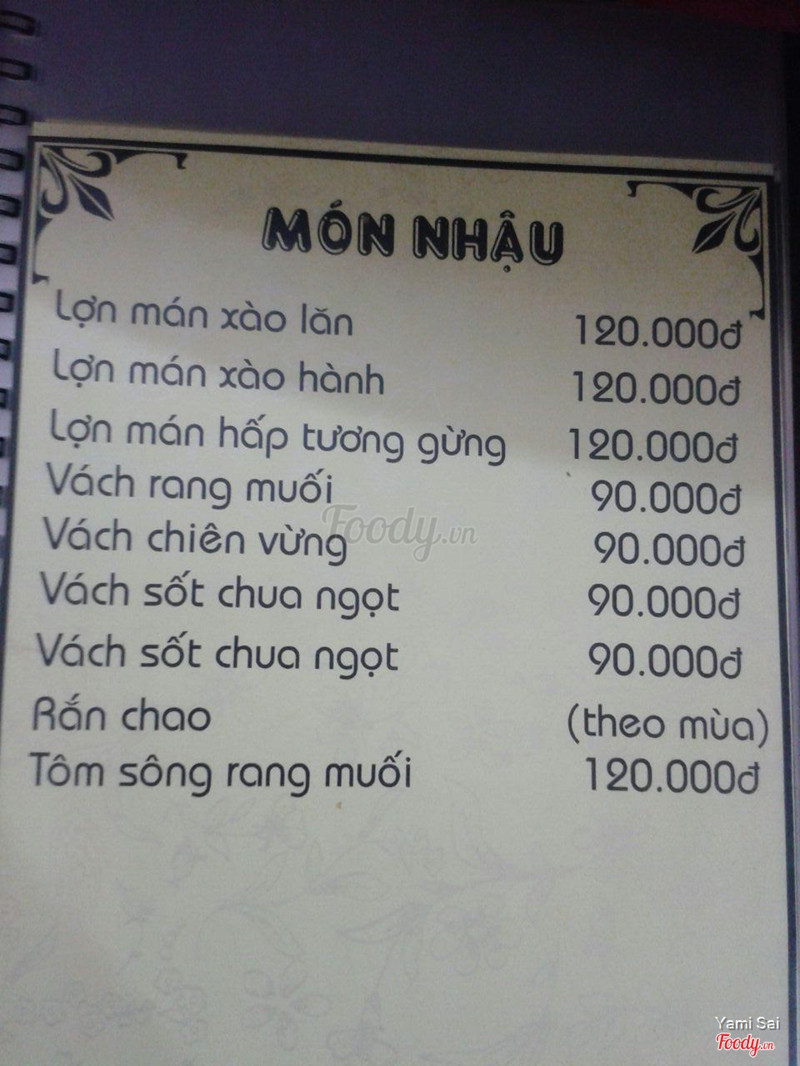 MÓN NHẬU
Lợn mán xào lăn 120.000đ
Lợn mán xào hành 120.000đ
Lợn mán hấp tương gừng 120.000đ
Vách rang muối 90.000đ
Vách chiên vừng 90.000đ
Vách sốt chua ngọt 90.000đ
Vách sốt chua ngọt 90.000đ
Rắn chao (theo mùa)
Tôm sông rang muối 120.000đ
Foody.vn
Yami Sai
Foody.vn